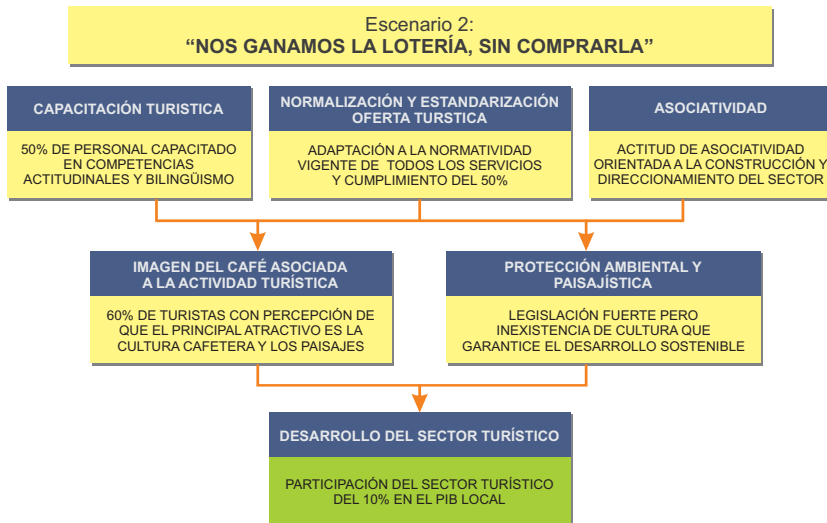 Escenario 2:
“NOS GANAMOS LA LOTERÍA, SIN COMPRARLA”
CAPACITACIÓN TURISTICA
50% DE PERSONAL CAPACITADO
EN COMPETENCIAS
ACTITUDINALES Y BILINGÜISMO
NORMALIZACIÓN Y ESTANDARIZACIÓN
OFERTA TURSTICA
ADAPTACIÓN A LA NORMATIVIDAD
VIGENTE DE TODOS LOS SERVICIOS
Y CUMPLIMIENTO DEL 50%
ASOCIATIVIDAD
ACTITUD DE ASOCIATIVIDAD
ORIENTADA A LA CONSTRUCCIÓN Y
DIRECCIONAMIENTO DEL SECTOR
IMAGEN DEL CAFÉ ASOCIADA
A LA ACTIVIDAD TURÍSTICA
60% DE TURISTAS CON PERCEPCIÓN DE
QUE EL PRINCIPAL ATRACTIVO ES LA
CULTURA CAFETERA Y LOS PAISAJES
PROTECCIÓN AMBIENTAL Y
PAISAJÍSTICA
LEGISLACIÓN FUERTE PERO
INEXISTENCIA DE CULTURA QUE
GARANTICE EL DESARROLLO SOSTENIBLE
DESARROLLO DEL SECTOR TURÍSTICO
PARTICIPACIÓN DEL SECTOR TURÍSTICO
DEL 10% EN EL PIB LOCAL